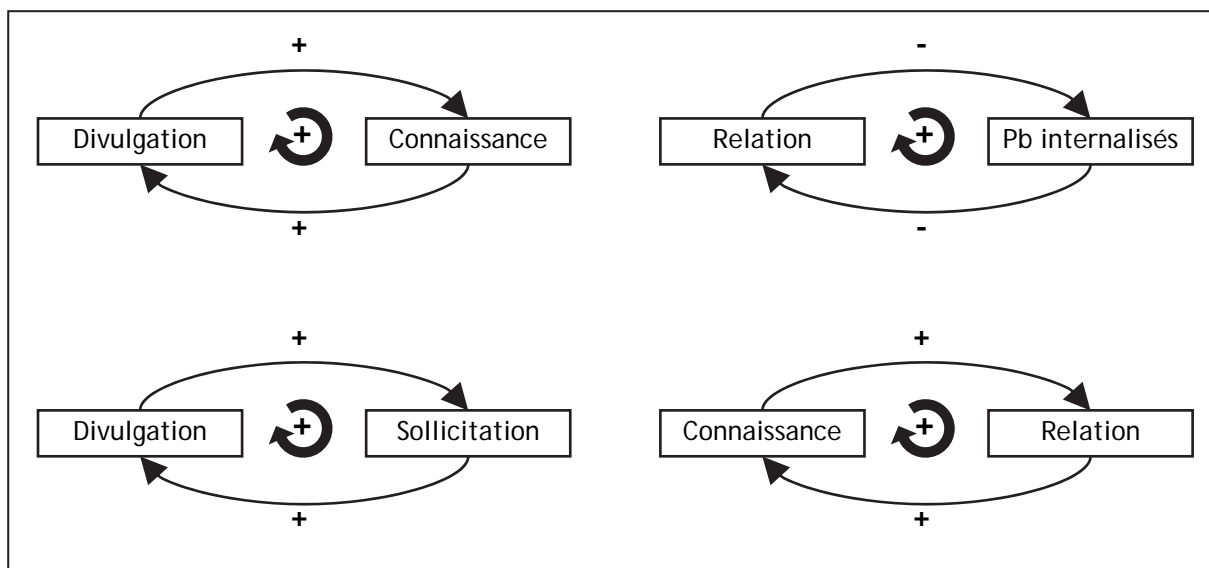 +
Divulgation + Connaissance
+
-
Relation + Pb internalisés
-
+
Divulgation + Sollicitation
+
+
Connaissance + Relation
+